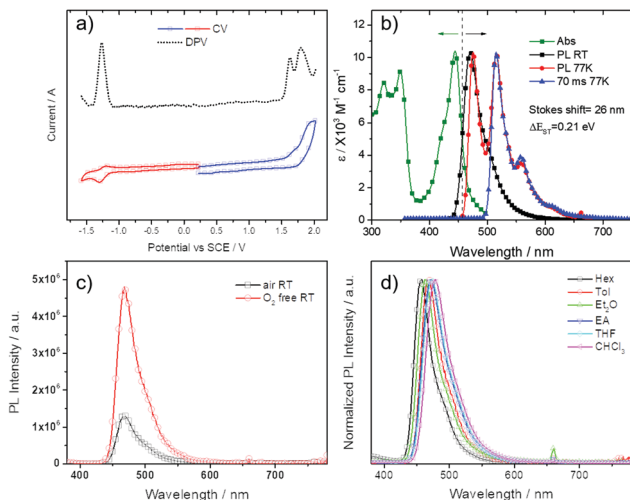 a)
CV
DPV
Current / A
-1.5 -1.0 -0.5 0.0 0.5 1.0 1.5 2.0
Potential vs SCE / V
b)
Abs
PL RT
PL 77K
70 ms 77K
Stokes shift= 26 nm
ΔE_ST=0.21 eV
ε / X10³ M⁻¹ cm⁻¹
12
10
8
6
4
2
0
300 400 500 600 700
Wavelength / nm
c)
air RT
O₂ free RT
PL Intensity / a.u.
5x10⁶
4x10⁶
3x10⁶
2x10⁶
1x10⁶
0
400 500 600 700
Wavelength / nm
d)
Hex
Tol
Et₂O
EA
THF
CHCl₃
Normalized PL Intensity / a.u.
400 500 600 700
Wavelength / nm